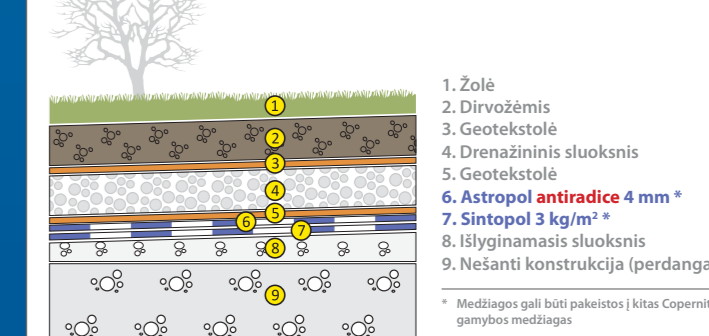 1
2
3
4
5
6
7
8
9
1. Žolė
2. Dirvožėmis
3. Geotekstolė
4. Drenažininis sluoksnis
5. Geotekstolė
6. Astropol antiradice 4 mm *
7. Sintopol 3 kg/m² *
8. Išlyginamasis sluoksnis
9. Nešanti konstrukcija (perdanga
* Medžiagos gali būti pakeistos į kitas Copernit
gamybos medžiagas